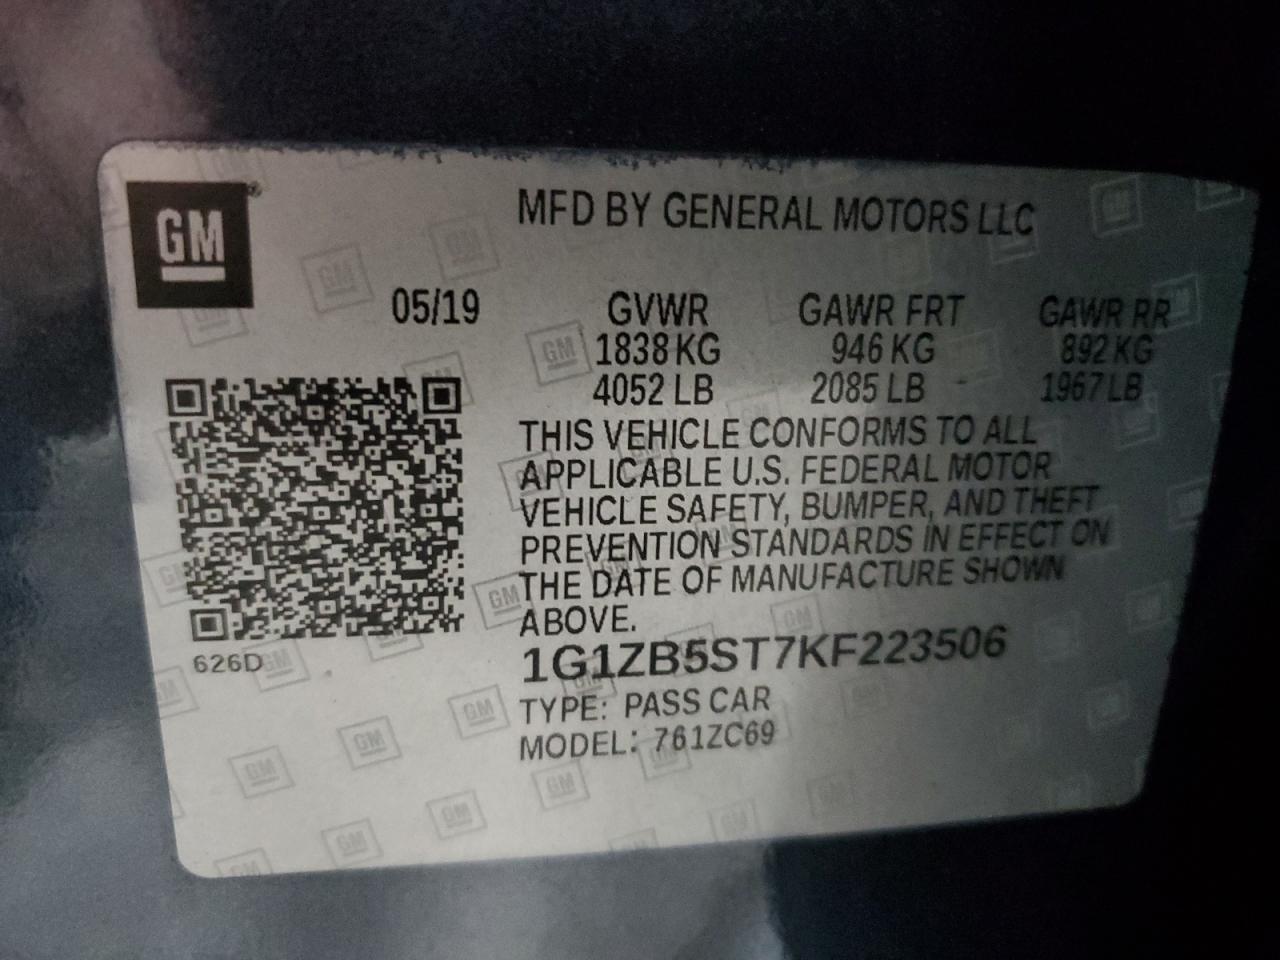 GM
MFD BY GENERAL MOTORS LLC
05/19 GVWR GAWR FRT GAWR RR
1838 KG 946 KG 892 KG
4052 LB 2085 LB 1967 LB
THIS VEHICLE CONFORMS TO ALL
APPLICABLE U.S. FEDERAL MOTOR
VEHICLE SAFETY, BUMPER, AND THEFT
PREVENTION STANDARDS IN EFFECT ON
THE DATE OF MANUFACTURE SHOWN
ABOVE.
626D
1G1ZB5ST7KF223506
TYPE: PASS CAR
MODEL: 761ZC69